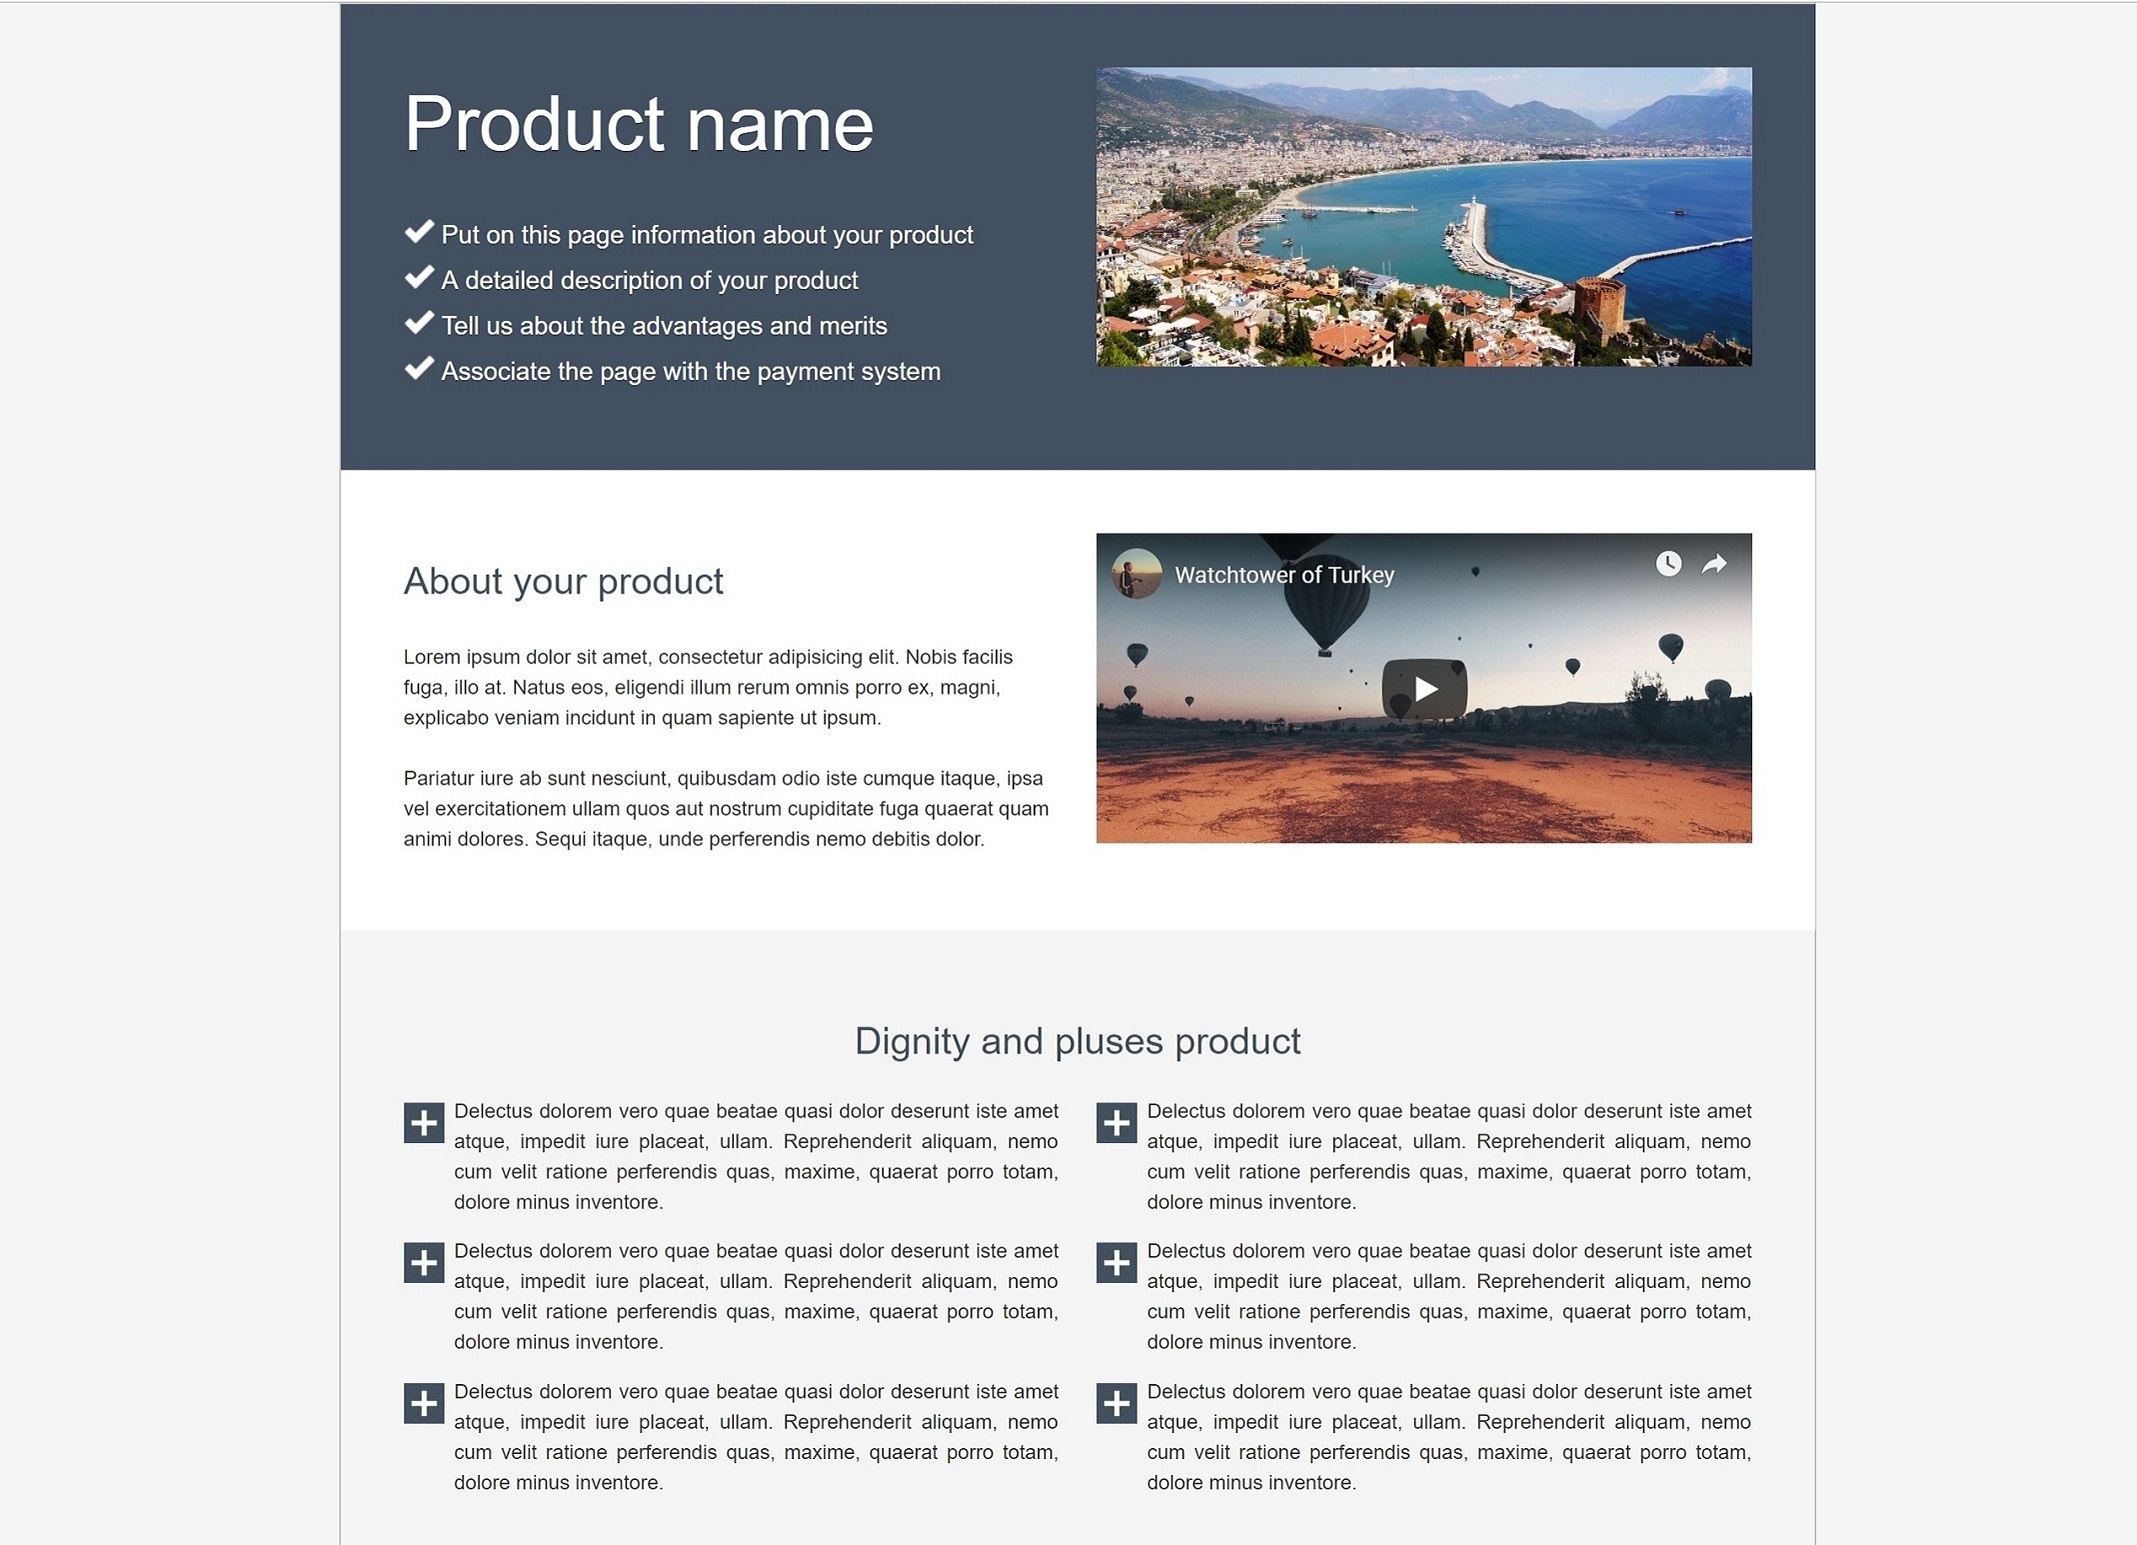 Product name
Put on this page information about your product
A detailed description of your product
Tell us about the advantages and merits
Associate the page with the payment system
About your product
Lorem ipsum dolor sit amet, consectetur adipisicing elit. Nobis facilis
fuga, illo at. Natus eos, eligendi illum rerum omnis porro ex, magni,
explicabo veniam incidunt in quam sapiente ut ipsum.
Pariatur iure ab sunt nesciunt, quibusdam odio iste cumque itaque, ipsa
vel exercitationem ullam quos aut nostrum cupiditate fuga quaerat quam
animi dolores. Sequi itaque, unde perferendis nemo debitis dolor.
Watchtower of Turkey
Dignity and pluses product
Delectus dolorem vero quae beatae quasi dolor deserunt iste amet
atque, impedit iure placeat, ullam. Reprehenderit aliquam, nemo
cum velit ratione perferendis quas, maxime, quaerat porro totam,
dolore minus inventore.
Delectus dolorem vero quae beatae quasi dolor deserunt iste amet
atque, impedit iure placeat, ullam. Reprehenderit aliquam, nemo
cum velit ratione perferendis quas, maxime, quaerat porro totam,
dolore minus inventore.
Delectus dolorem vero quae beatae quasi dolor deserunt iste amet
atque, impedit iure placeat, ullam. Reprehenderit aliquam, nemo
cum velit ratione perferendis quas, maxime, quaerat porro totam,
dolore minus inventore.
Delectus dolorem vero quae beatae quasi dolor deserunt iste amet
atque, impedit iure placeat, ullam. Reprehenderit aliquam, nemo
cum velit ratione perferendis quas, maxime, quaerat porro totam,
dolore minus inventore.
Delectus dolorem vero quae beatae quasi dolor deserunt iste amet
atque, impedit iure placeat, ullam. Reprehenderit aliquam, nemo
cum velit ratione perferendis quas, maxime, quaerat porro totam,
dolore minus inventore.
Delectus dolorem vero quae beatae quasi dolor deserunt iste amet
atque, impedit iure placeat, ullam. Reprehenderit aliquam, nemo
cum velit ratione perferendis quas, maxime, quaerat porro totam,
dolore minus inventore.